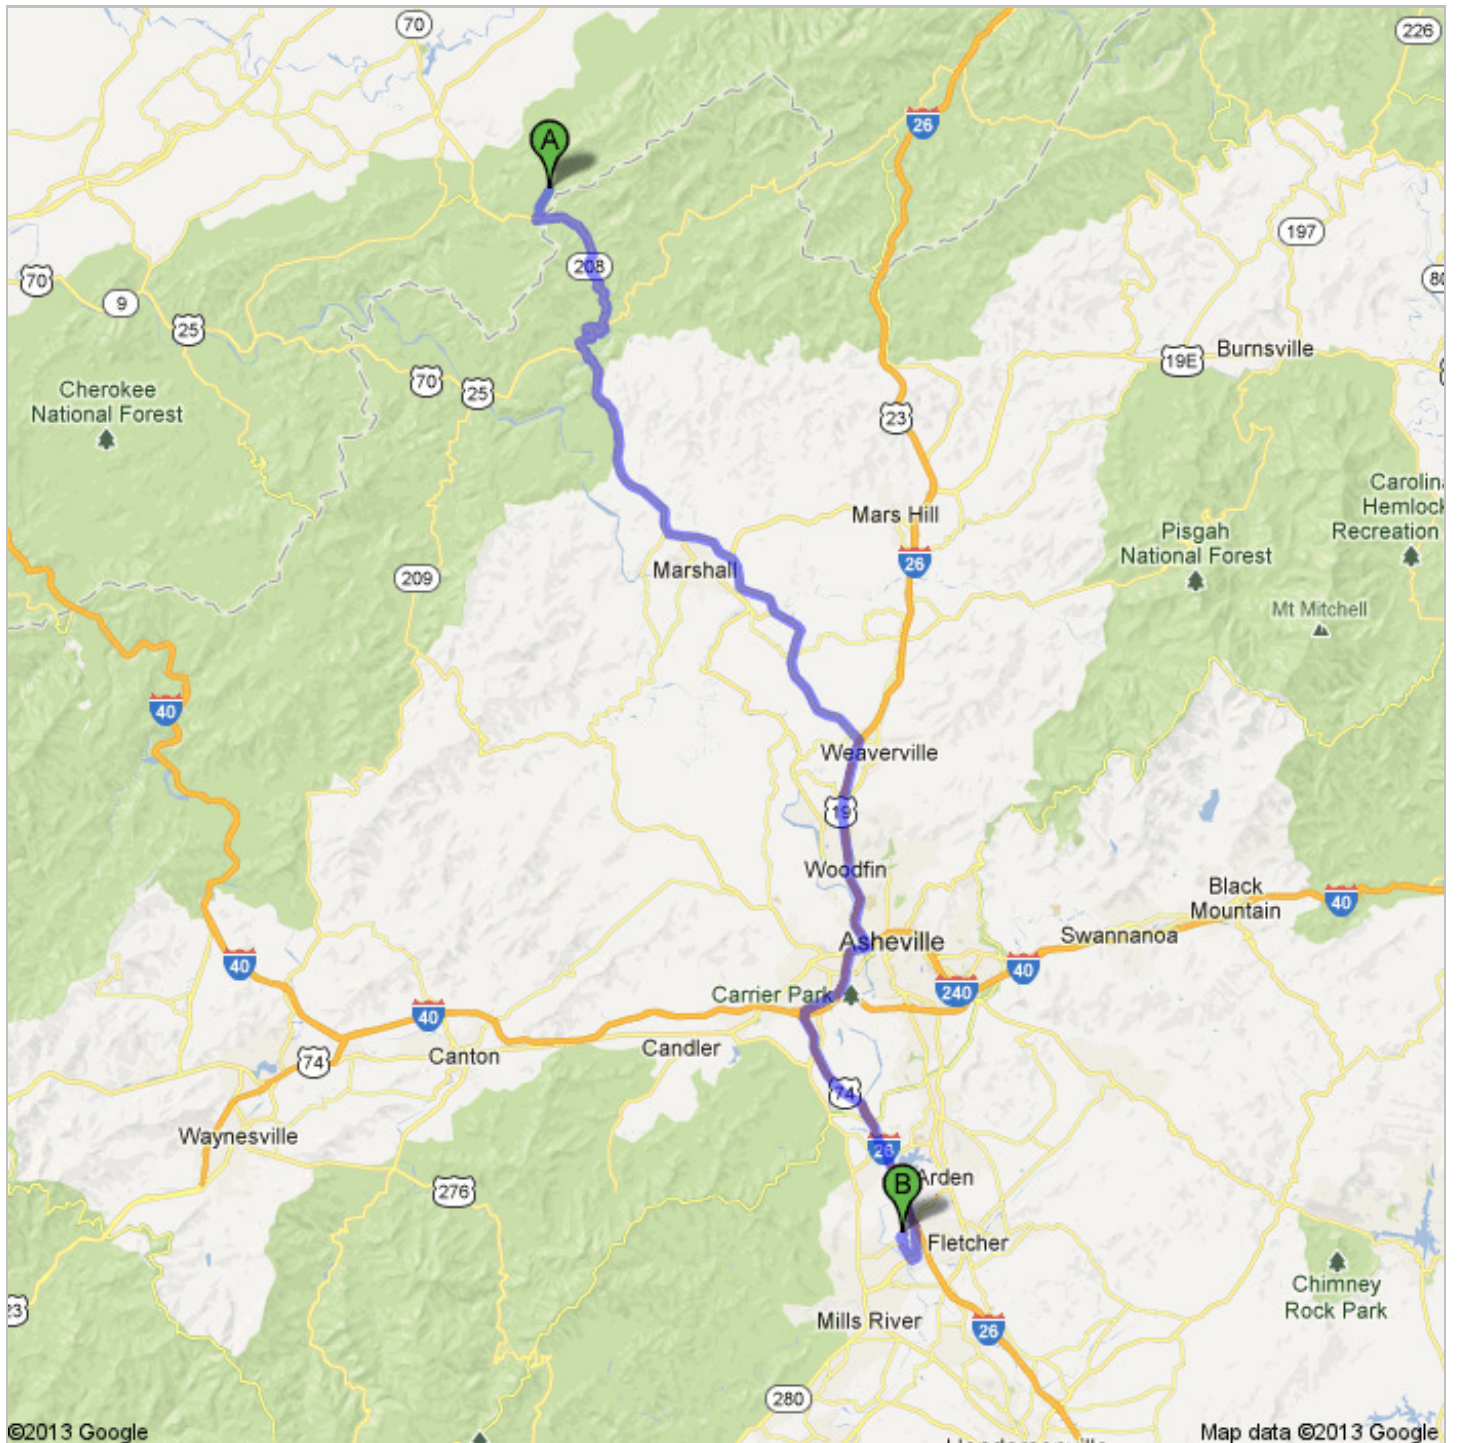 70
226
26
A
197
208
70
9
80
25
Burnsville
19E
Cherokee
National Forest
70
25
23
Carolina
Hemlock
Recreation
Mars Hill
Pisgah
National Forest
26
Marshall
209
Mt Mitchell
40
Weaverville
19
Woodfin
Black
Mountain
40
Asheville
Swannanoa
40
40
240
Carrier Park
40
Candler
Canton
74
74
Waynesville
26
Arden
B
276
Fletcher
Chimney
Rock Park
23
Mills River
26
280
©2013 Google
Map data ©2013 Google